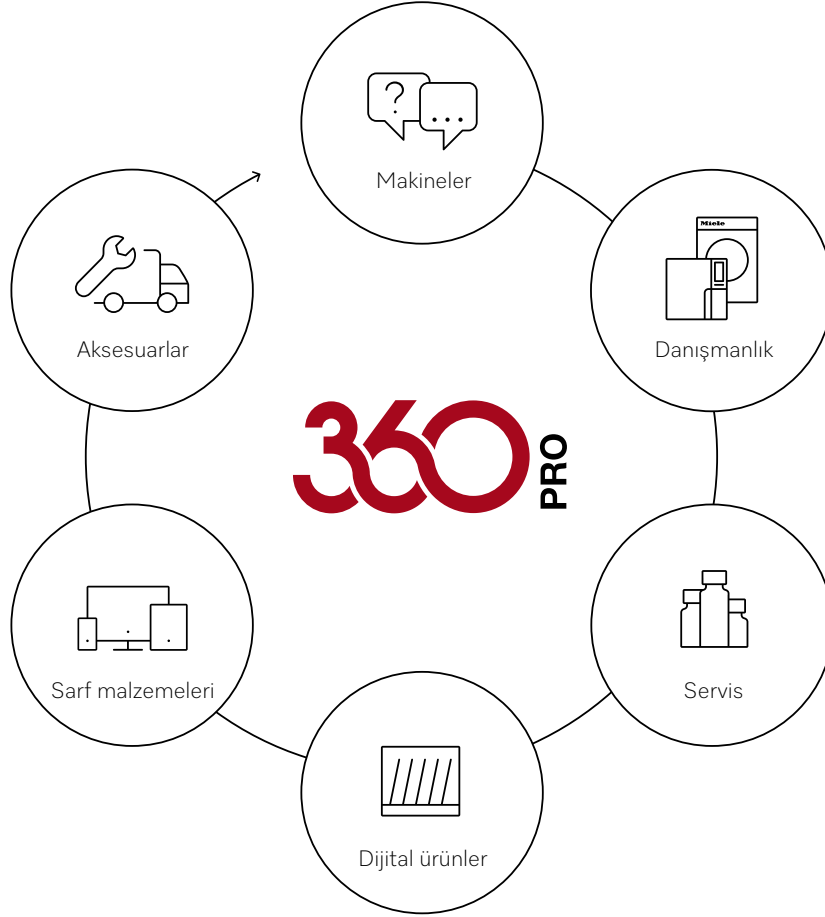 ?
...
Makineler
Miele
Danışmanlık
Aksesuarlar
360 PRO
Sarf malzemeleri
Servis
Dijital ürünler